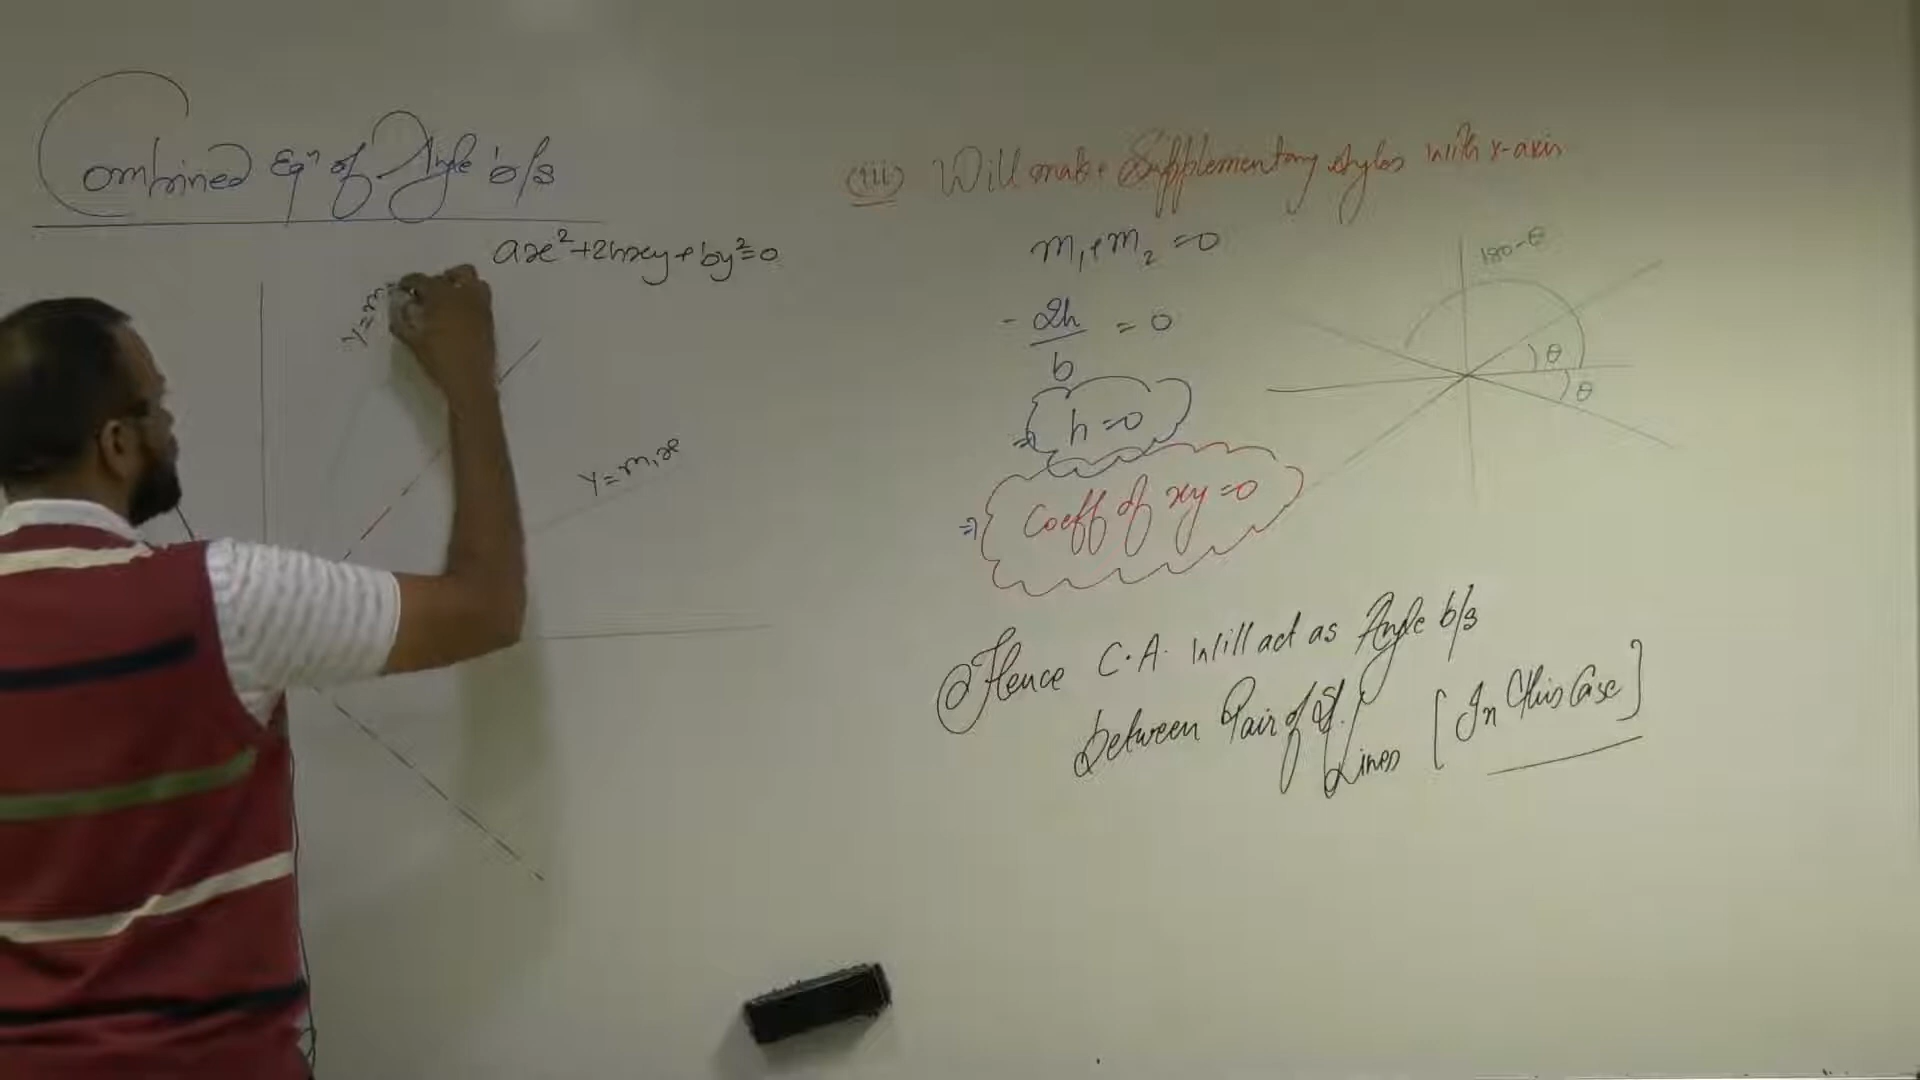 Combined Eqⁿ of Angle b/s
ax²+2hxy+by²=0
y=m
y=m₁x
(iii) Will make Supplementary Angles with x-axis
m₁+m₂=0
180-θ
- 2h/b = 0
θ
θ
⇒ h=0
⇒ Coeff of xy=0
Hence C.A. will act as Angle b/s
between Pair of St. Lines [In this Case]